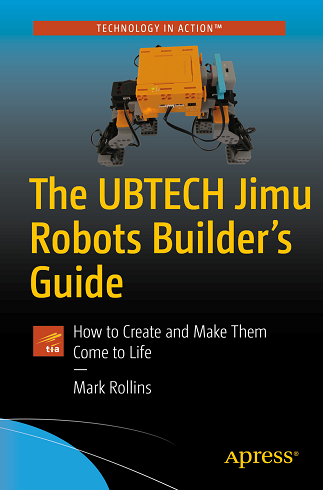 TECHNOLOGY IN ACTION™
The UBTECH Jimu
Robots Builder's
Guide
t·ia
How to Create and Make Them
Come to Life
—
Mark Rollins
Apress®